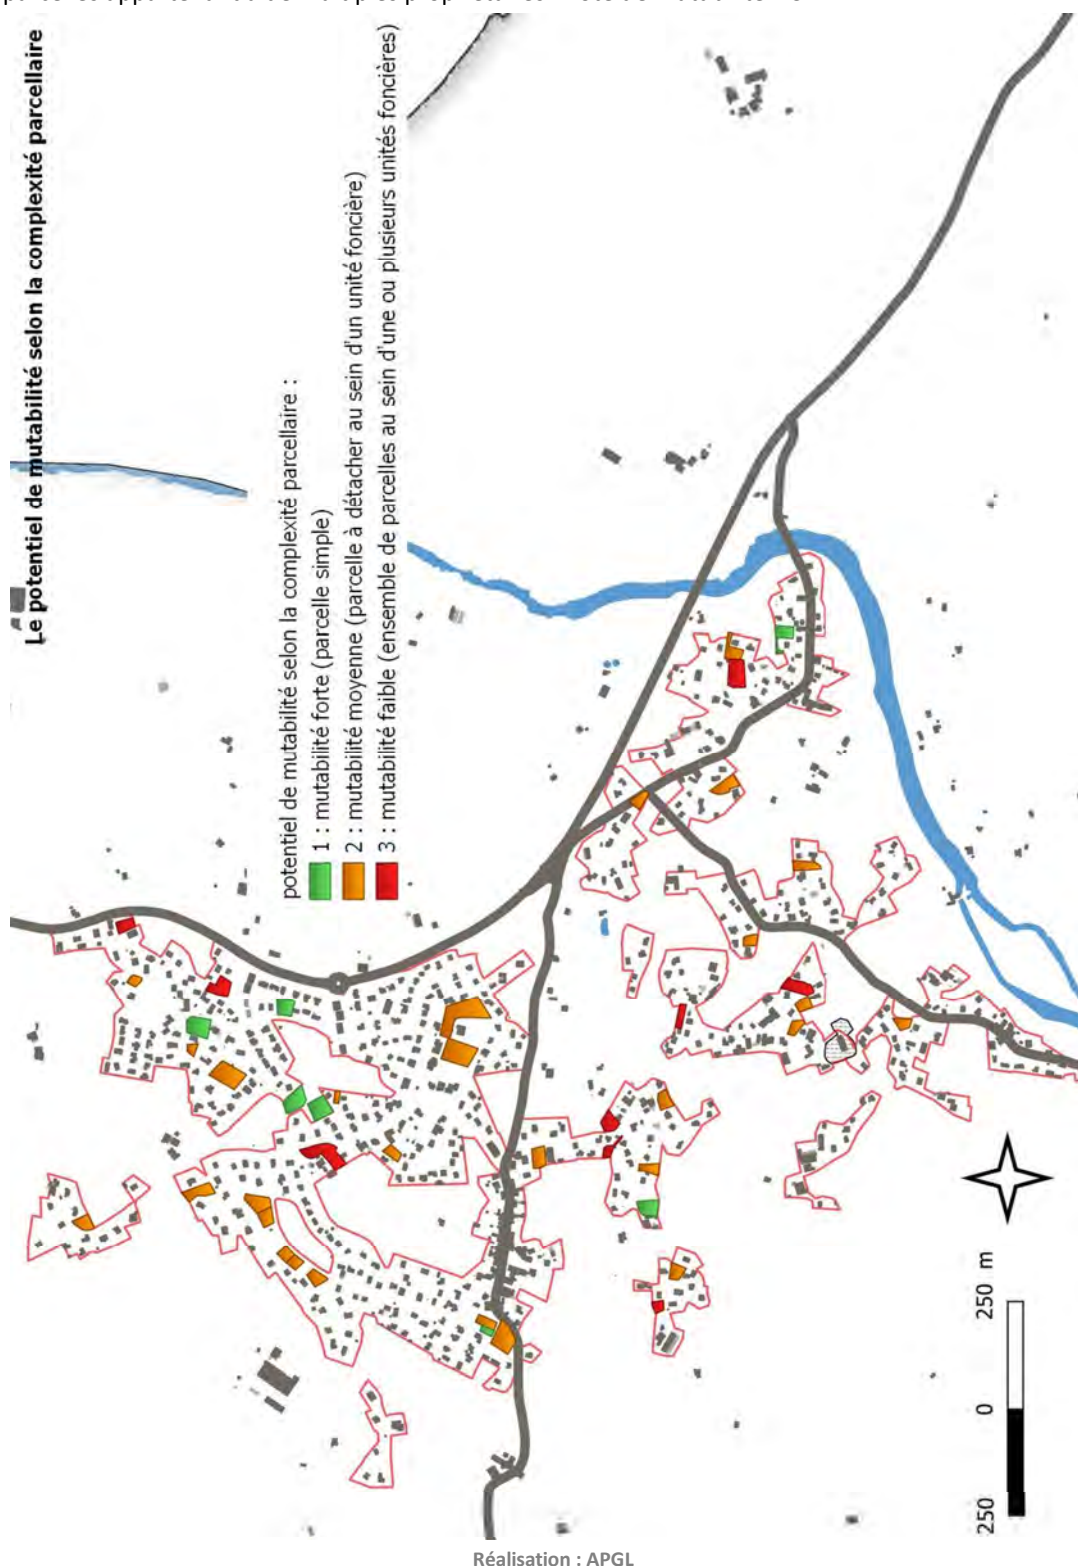 Le potentiel de mutabilité selon la complexité parcellaire
potentiel de mutabilité selon la complexité parcellaire :
1 : mutabilité forte (parcelle simple)
2 : mutabilité moyenne (parcelle à détacher au sein d'un unité foncière)
3 : mutabilité faible (ensemble de parcelles au sein d'une ou plusieurs unités foncières)
250 0 250 m
Réalisation : APGL